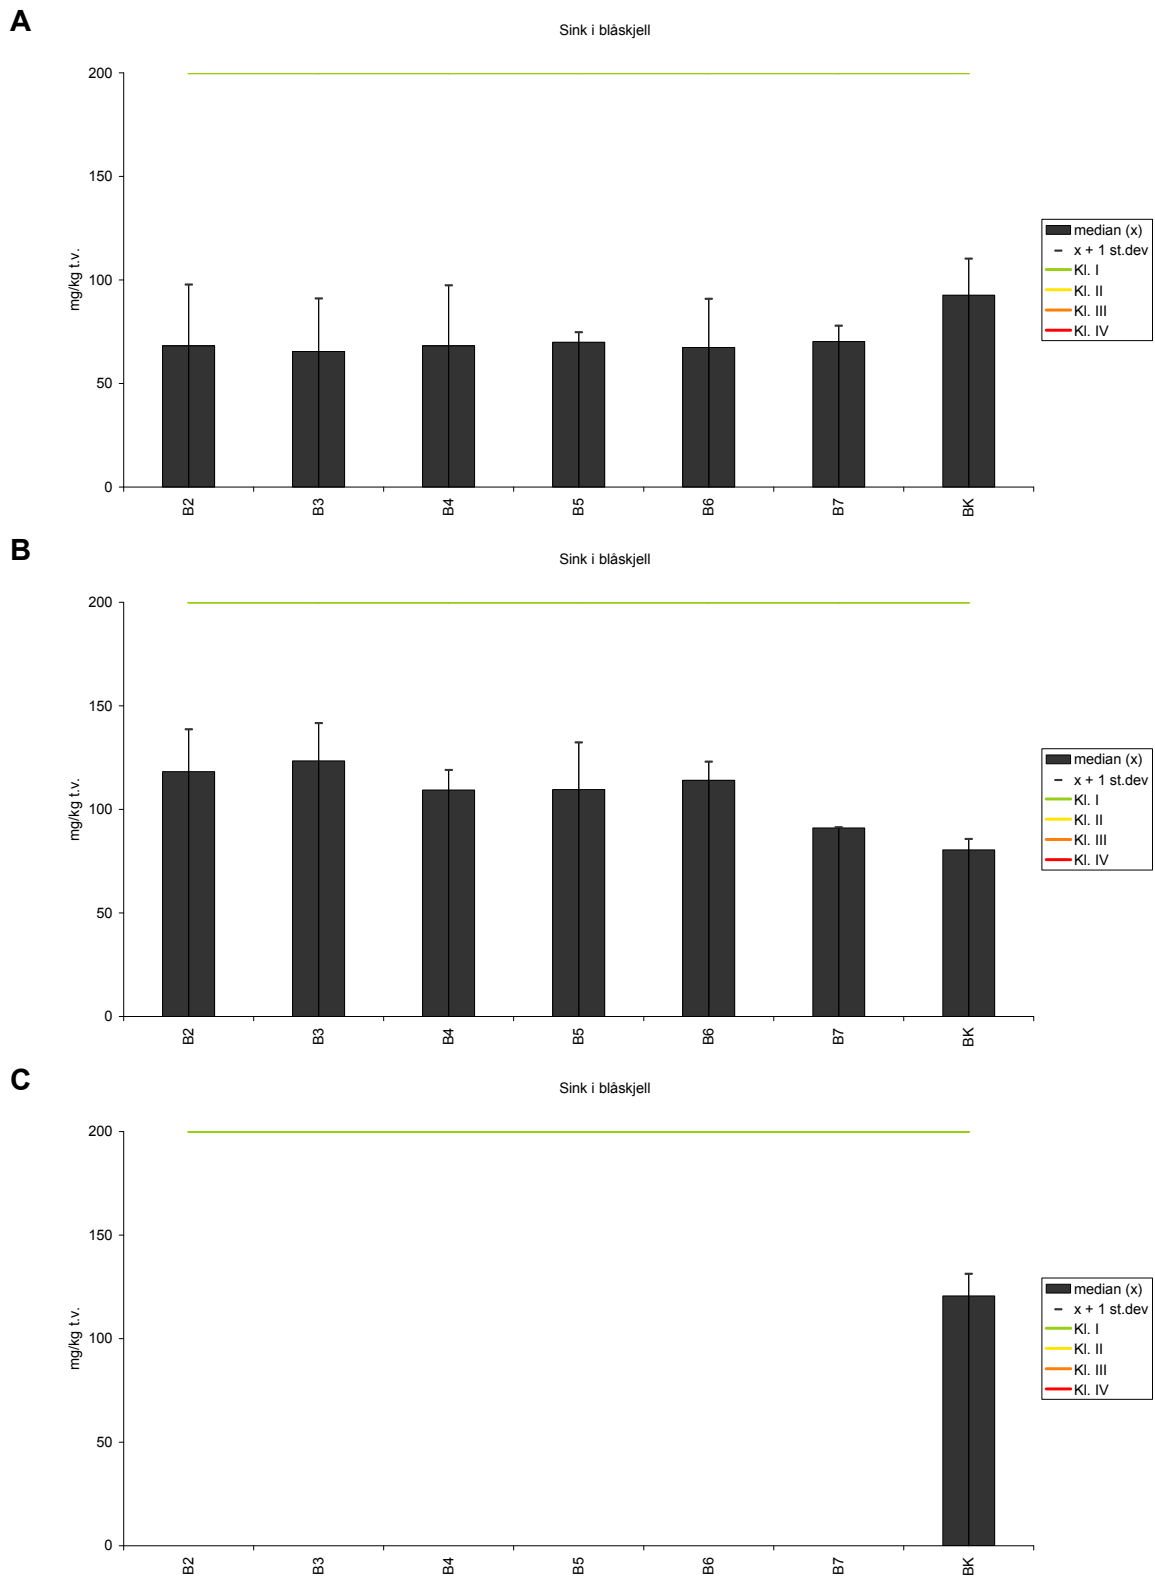 A
Sink i blåskjell
200
150
100
50
0
mg/kg t.v.
B2
B3
B4
B5
B6
B7
BK
median (x)
x + 1 st.dev
Kl. I
Kl. II
Kl. III
Kl. IV
B
Sink i blåskjell
200
150
100
50
0
mg/kg t.v.
B2
B3
B4
B5
B6
B7
BK
median (x)
x + 1 st.dev
Kl. I
Kl. II
Kl. III
Kl. IV
C
Sink i blåskjell
200
150
100
50
0
mg/kg t.v.
B2
B3
B4
B5
B6
B7
BK
median (x)
x + 1 st.dev
Kl. I
Kl. II
Kl. III
Kl. IV